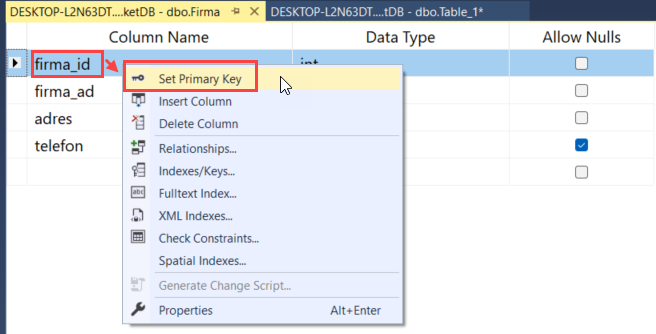 DESKTOP-L2N63DT....ketDB - dbo.Firma
DESKTOP-L2N63DT....tDB - dbo.Table_1*
Column Name Data Type Allow Nulls
firma_id int
Set Primary Key
firma_ad
Insert Column
adres
Delete Column
telefon
Relationships...
Indexes/Keys...
Fulltext Index...
abc
XML Indexes...
Check Constraints...
Spatial Indexes...
Generate Change Script...
Properties Alt+Enter